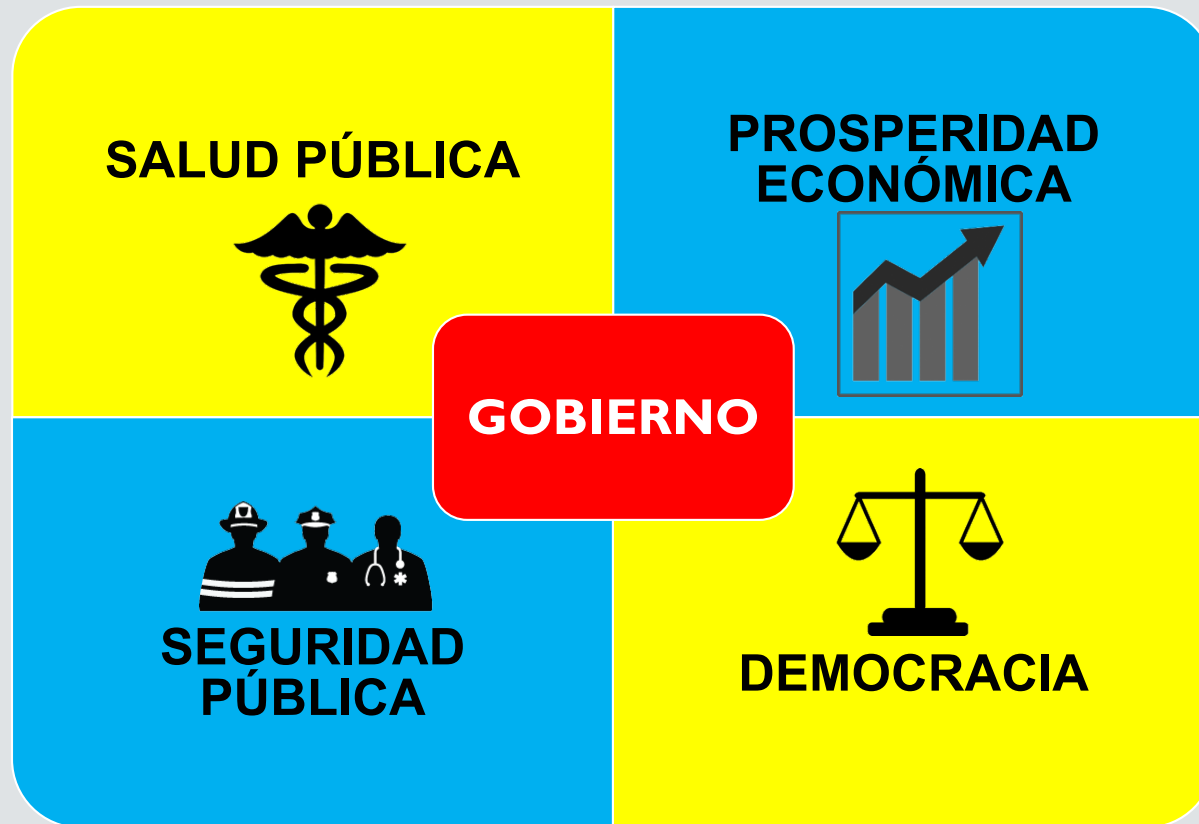 SALUD PÚBLICA
PROSPERIDAD
ECONÓMICA
GOBIERNO
SEGURIDAD
PÚBLICA
DEMOCRACIA